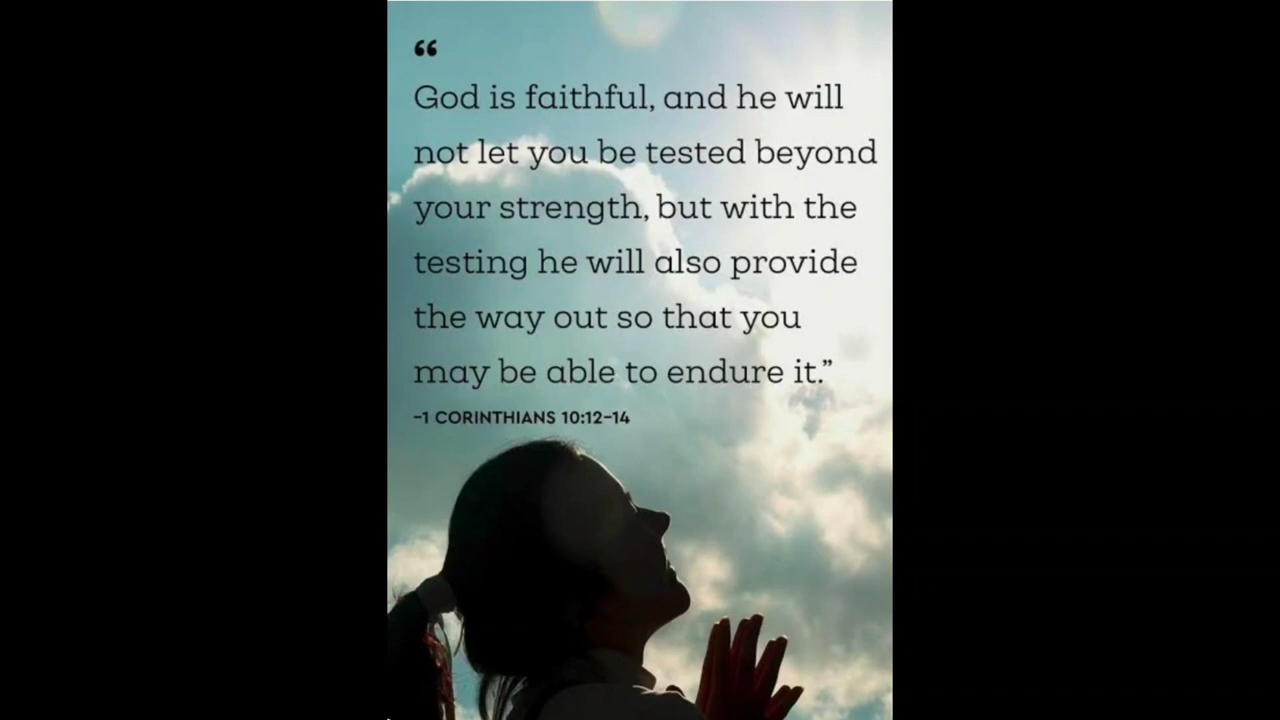 “
God is faithful, and he will
not let you be tested beyond
your strength, but with the
testing he will also provide
the way out so that you
may be able to endure it.”
–1 CORINTHIANS 10:12–14